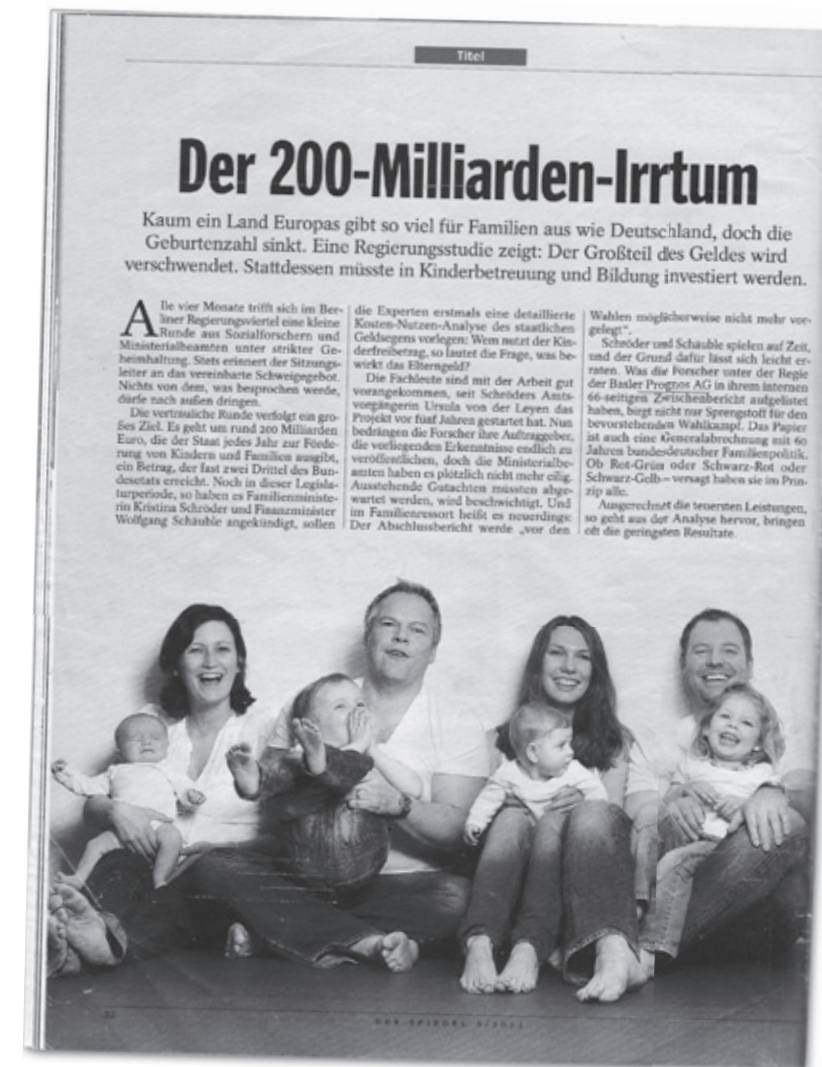 Titel
Der 200-Milliarden-Irrtum
Kaum ein Land Europas gibt so viel für Familien aus wie Deutschland, doch die
Geburtenzahl sinkt. Eine Regierungsstudie zeigt: Der Großteil des Geldes wird
verschwendet. Stattdessen müsste in Kinderbetreuung und Bildung investiert werden.
Alle vier Monate trifft sich im Ber-
liner Regierungsviertel eine kleine
Runde aus Sozialforschern und
Ministerialbeamten unter strikter Ge-
heimhaltung. Stets erinnert der Sitzungs-
leiter an das vereinbarte Schweigegebot.
Nichts von dem, was besprochen werde,
dürfe nach außen dringen.
Die vertrauliche Runde verfolgt ein gro-
ßes Ziel. Es geht um rund 200 Milliarden
Euro, die der Staat jedes Jahr zur Förde-
rung von Kindern und Familien ausgibt,
ein Betrag, der fast zwei Drittel des Bun-
desetats erreicht. Noch in dieser Legisla-
turperiode, so haben es Familienministe-
rin Kristina Schröder und Finanzminister
Wolfgang Schäuble angekündigt, sollen
die Experten erstmals eine detaillierte
Kosten-Nutzen-Analyse des staatlichen
Geldsegens vorlegen: Wem nutzt der Kin-
derfreibetrag, so lautet die Frage, was be-
wirkt das Elterngeld?
Die Fachleute sind mit der Arbeit gut
vorangekommen, seit Schröders Amts-
vorgängerin Ursula von der Leyen das
Projekt vor fünf Jahren gestartet hat. Nun
bedrängen die Forscher ihre Auftraggeber,
die vorliegenden Erkenntnisse endlich zu
veröffentlichen, doch die Ministerialbe-
amten haben es plötzlich nicht mehr eilig.
Ausstehende Gutachten müssten abge-
wartet werden, wird beschwichtigt. Und
im Familienressort heißt es neuerdings:
Der Abschlussbericht werde „vor den
Wahlen möglicherweise nicht mehr vor-
gelegt“.
Schröder und Schäuble spielen auf Zeit,
und der Grund dafür lässt sich leicht er-
raten. Was die Forscher unter der Regie
der Basler Prognos AG in ihrem internen
66-seitigen Zwischenbericht aufgelistet
haben, birgt nicht nur Sprengstoff für den
bevorstehenden Wahlkampf. Das Papier
ist auch eine Generalabrechnung mit 60
Jahren bundesdeutscher Familienpolitik.
Ob Rot-Grün oder Schwarz-Rot oder
Schwarz-Gelb – versagt haben sie im Prin-
zip alle.
Ausgerechnet die teuersten Leistungen,
so geht aus der Analyse hervor, bringen
oft die geringsten Resultate.
22
DER SPIEGEL 5/2013